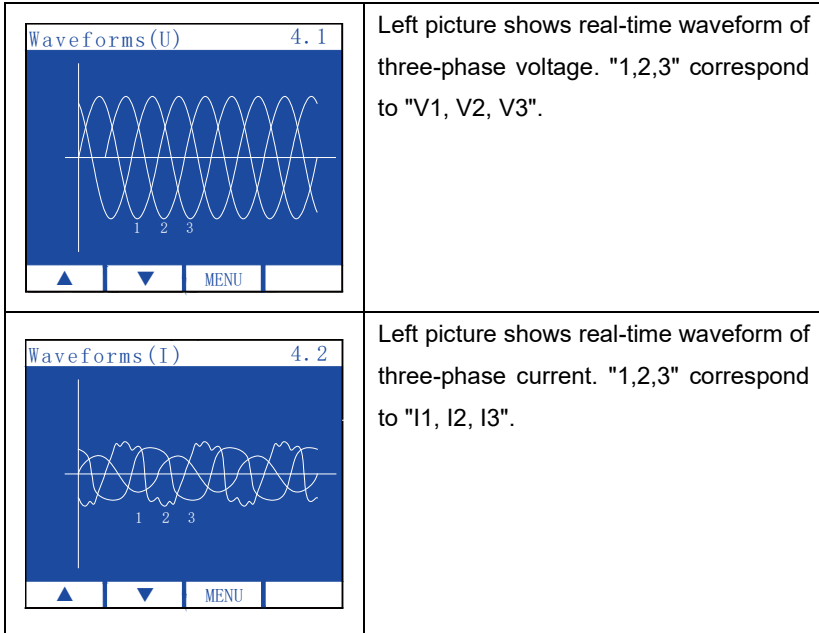 Waveforms(U) 4.1
1 2 3
▲ ▼ MENU
Left picture shows real-time waveform of
three-phase voltage. "1,2,3" correspond
to "V1, V2, V3".
Waveforms(I) 4.2
1 2 3
▲ ▼ MENU
Left picture shows real-time waveform of
three-phase current. "1,2,3" correspond
to "I1, I2, I3".